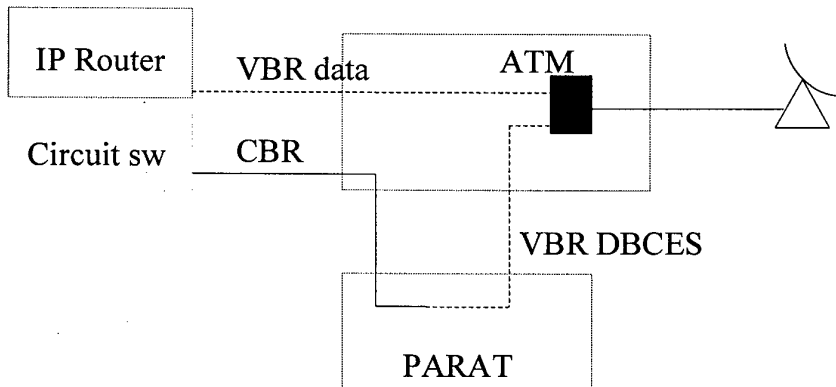 IP Router
VBR data
ATM
Circuit sw
CBR
VBR DBCES
PARAT